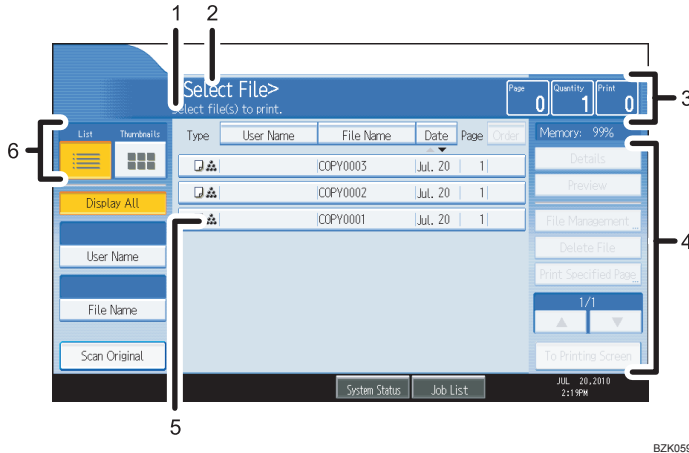 1 2
Select File>
Select file(s) to print.
Page 0 Quantity 1 Print 0
3
6
List Thumbnails
Type User Name File Name Date Page Order
Memory: 99%
COPY0003 Jul. 20 1
COPY0002 Jul. 20 1
COPY0001 Jul. 20 1
Display All
User Name
File Name
Scan Original
Details
Preview
File Management...
Delete File
Print Specified Page...
1/1
To Printing Screen
4
System Status Job List
JUL 20,2010
2:19PM
5
BZK059